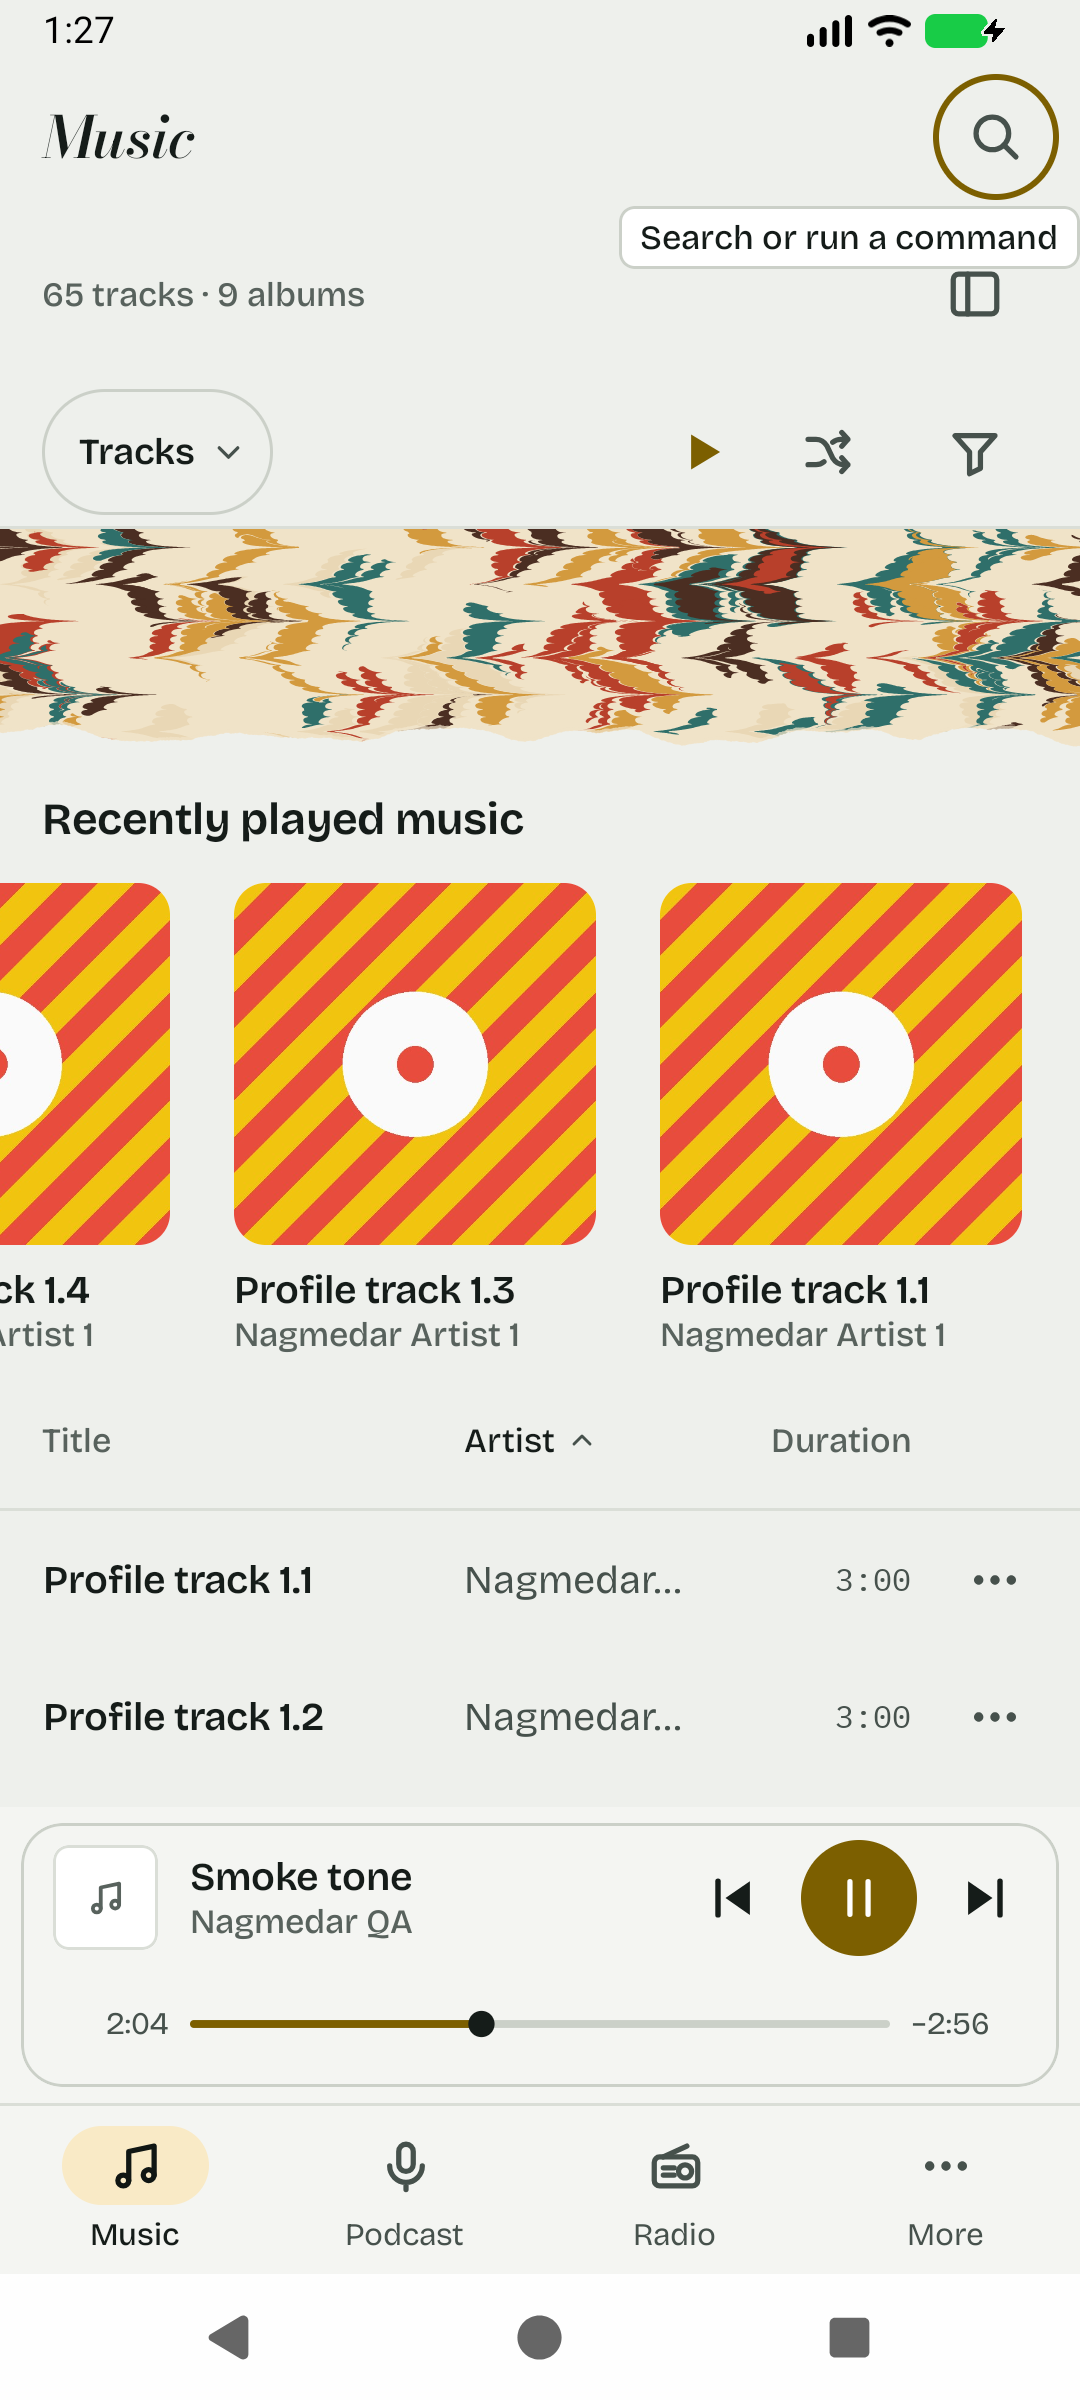 1:27
Music
Search or run a command
65 tracks · 9 albums
Tracks
Recently played music
ck 1.4
Artist 1
Profile track 1.3
Nagmedar Artist 1
Profile track 1.1
Nagmedar Artist 1
Title Artist Duration
Profile track 1.1 Nagmedar... 3:00
Profile track 1.2 Nagmedar... 3:00
Smoke tone
Nagmedar QA
2:04 -2:56
Music Podcast Radio More